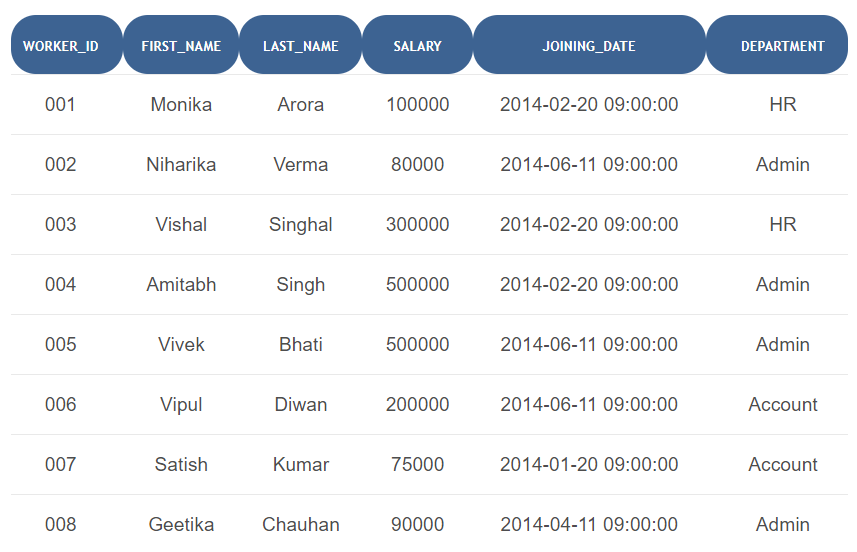 WORKER_ID FIRST_NAME LAST_NAME SALARY JOINING_DATE DEPARTMENT
001 Monika Arora 100000 2014-02-20 09:00:00 HR
002 Niharika Verma 80000 2014-06-11 09:00:00 Admin
003 Vishal Singhal 300000 2014-02-20 09:00:00 HR
004 Amitabh Singh 500000 2014-02-20 09:00:00 Admin
005 Vivek Bhati 500000 2014-06-11 09:00:00 Admin
006 Vipul Diwan 200000 2014-06-11 09:00:00 Account
007 Satish Kumar 75000 2014-01-20 09:00:00 Account
008 Geetika Chauhan 90000 2014-04-11 09:00:00 Admin